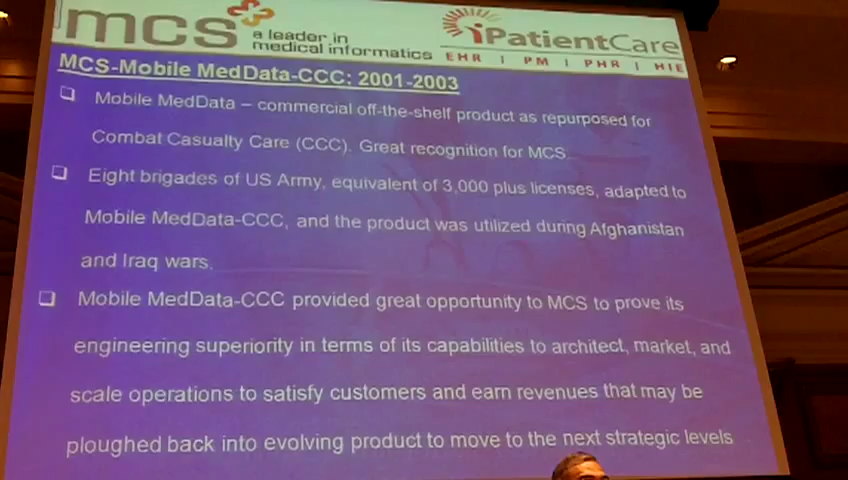 mcs
a leader in
medical informatics
iPatientCare
EHR | PM | PHR | HIE
MCS-Mobile MedData-CCC: 2001-2003
Mobile MedData – commercial off-the-shelf product as repurposed for
Combat Casualty Care (CCC). Great recognition for MCS.
Eight brigades of US Army, equivalent of 3,000 plus licenses, adapted to
Mobile MedData-CCC, and the product was utilized during Afghanistan
and Iraq wars.
Mobile MedData-CCC provided great opportunity to MCS to prove its
engineering superiority in terms of its capabilities to architect, market, and
scale operations to satisfy customers and earn revenues that may be
ploughed back into evolving product to move to the next strategic levels